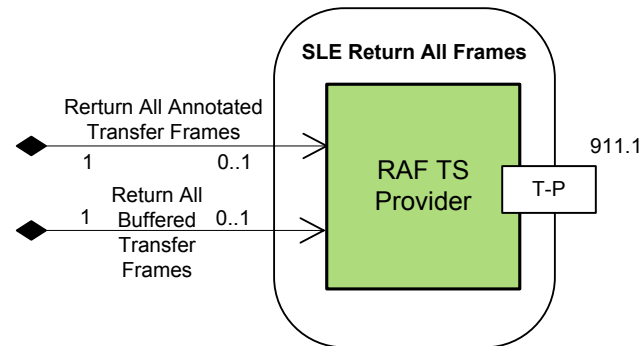 SLE Return All Frames
Rerturn All Annotated
Transfer Frames
1
0..1
Return All
Buffered
Transfer
Frames
1
0..1
RAF TS
Provider
T-P
911.1